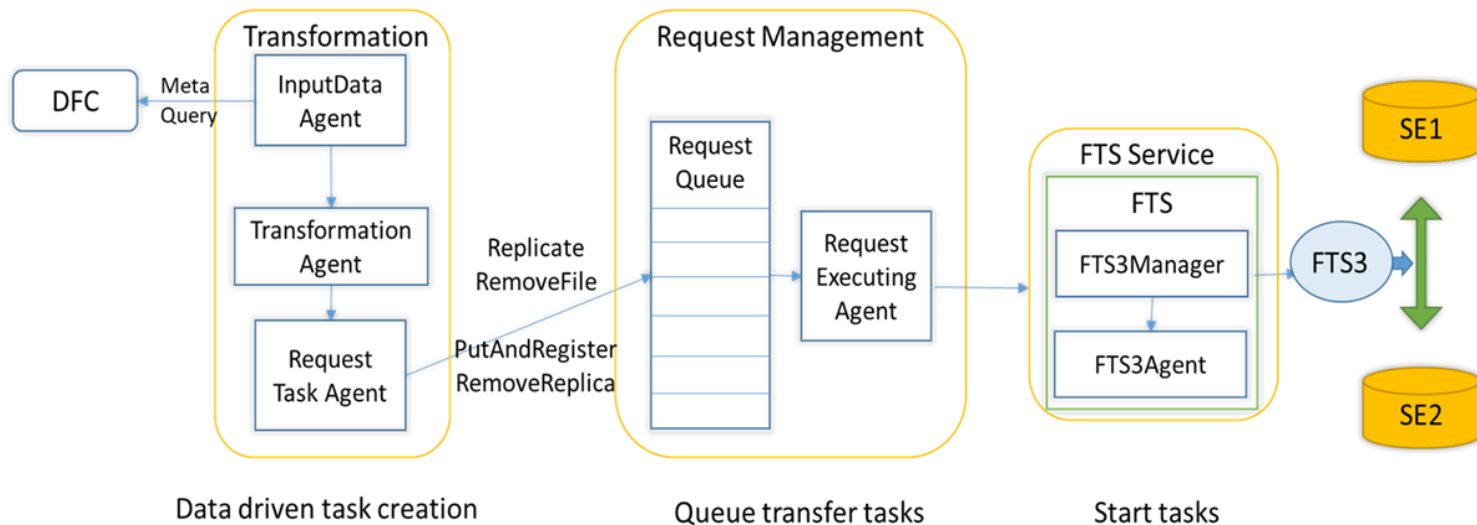 Transformation
DFC
Meta
Query
InputData
Agent
Transformation
Agent
Request
Task Agent
Replicate
RemoveFile
PutAndRegister
RemoveReplica
Request Management
Request
Queue
Request
Executing
Agent
FTS Service
FTS
FTS3Manager
FTS3Agent
FTS3
SE1
SE2
Data driven task creation
Queue transfer tasks
Start tasks